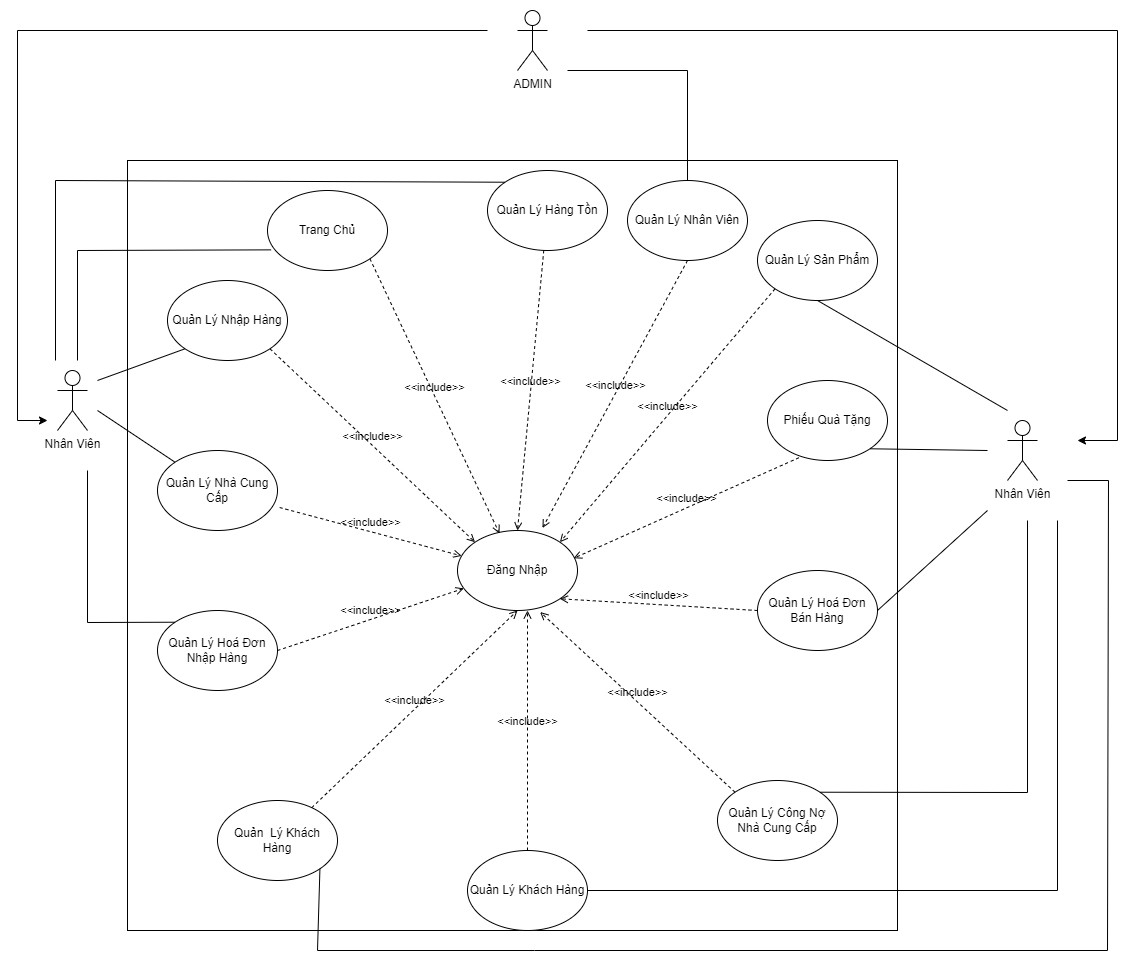 ADMIN
Quản Lý Hàng Tồn
Quản Lý Nhân Viên
Trang Chủ
Quản Lý Sản Phẩm
Quản Lý Nhập Hàng
<<include>>
<<include>>
<<include>>
<<include>>
Phiếu Quà Tặng
<<include>>
Nhân Viên
Quản Lý Nhà Cung
Cấp
Nhân Viên
<<include>>
<<include>>
Đăng Nhập
<<include>>
<<include>>
Quản Lý Hoá Đơn
Bán Hàng
Quản Lý Hoá Đơn
Nhập Hàng
<<include>>
<<include>>
<<include>>
Quản Lý Công Nợ
Nhà Cung Cấp
Quản  Lý Khách
Hàng
Quản Lý Khách Hàng